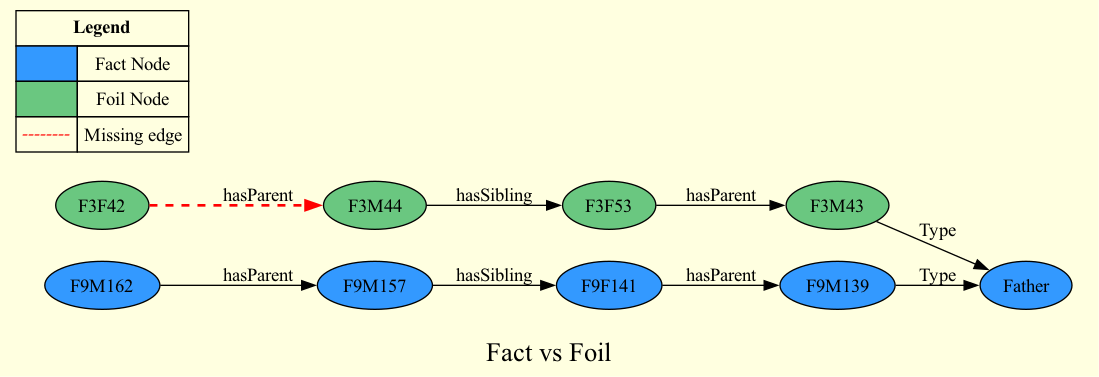 Legend
Fact Node
Foil Node
Missing edge
F3F42 hasParent F3M44 hasSibling F3F53 hasParent F3M43
Type
F9M162 hasParent F9M157 hasSibling F9F141 hasParent F9M139 Type Father
Fact vs Foil